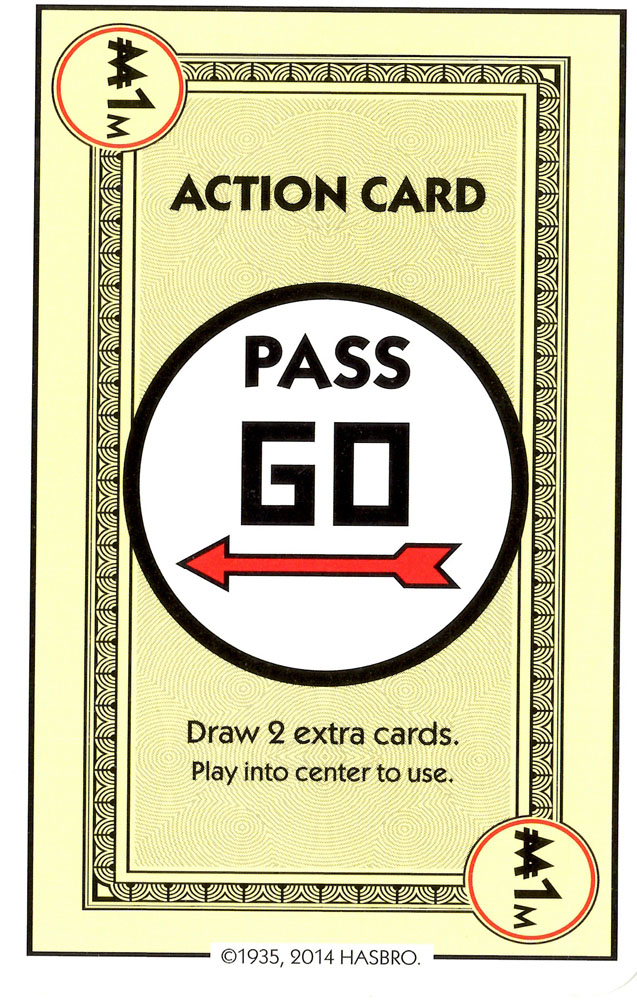 ₩1M
ACTION CARD
PASS
GO
Draw 2 extra cards.
Play into center to use.
₩1M
©1935, 2014 HASBRO.